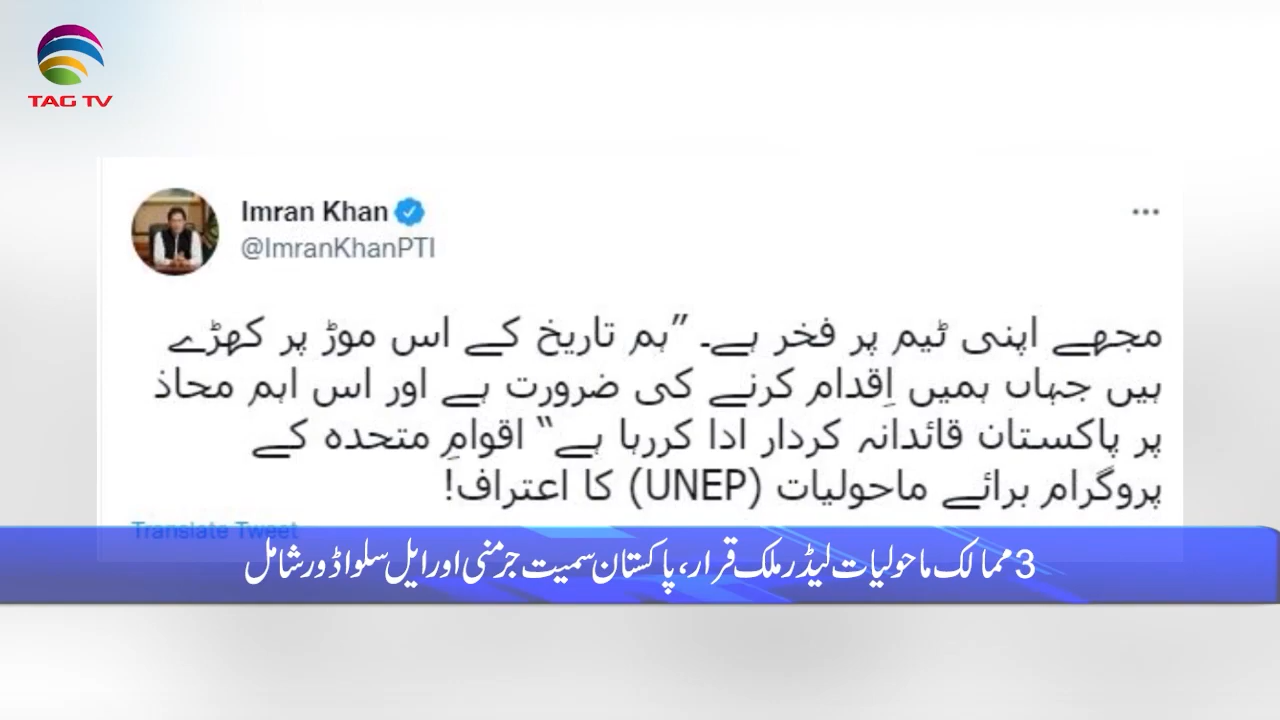 TAG TV
Imran Khan
@ImranKhanPTI
مجھے اپنی ٹیم پر فخر ہے۔ ”ہم تاریخ کے اس موڑ پر کھڑے
ہیں جہاں ہمیں اِقدام کرنے کی ضرورت ہے اور اس اہم محاذ
پر پاکستان قائدانہ کردار ادا کررہا ہے‟ اقوامِ متحدہ کے
پروگرام برائے ماحولیات (UNEP) کا اعتراف!
Translate Tweet
3 ممالک ماحولیات لیڈر ملک قرار، پاکستان سمیت جرمنی اور ایل سلواڈور شامل